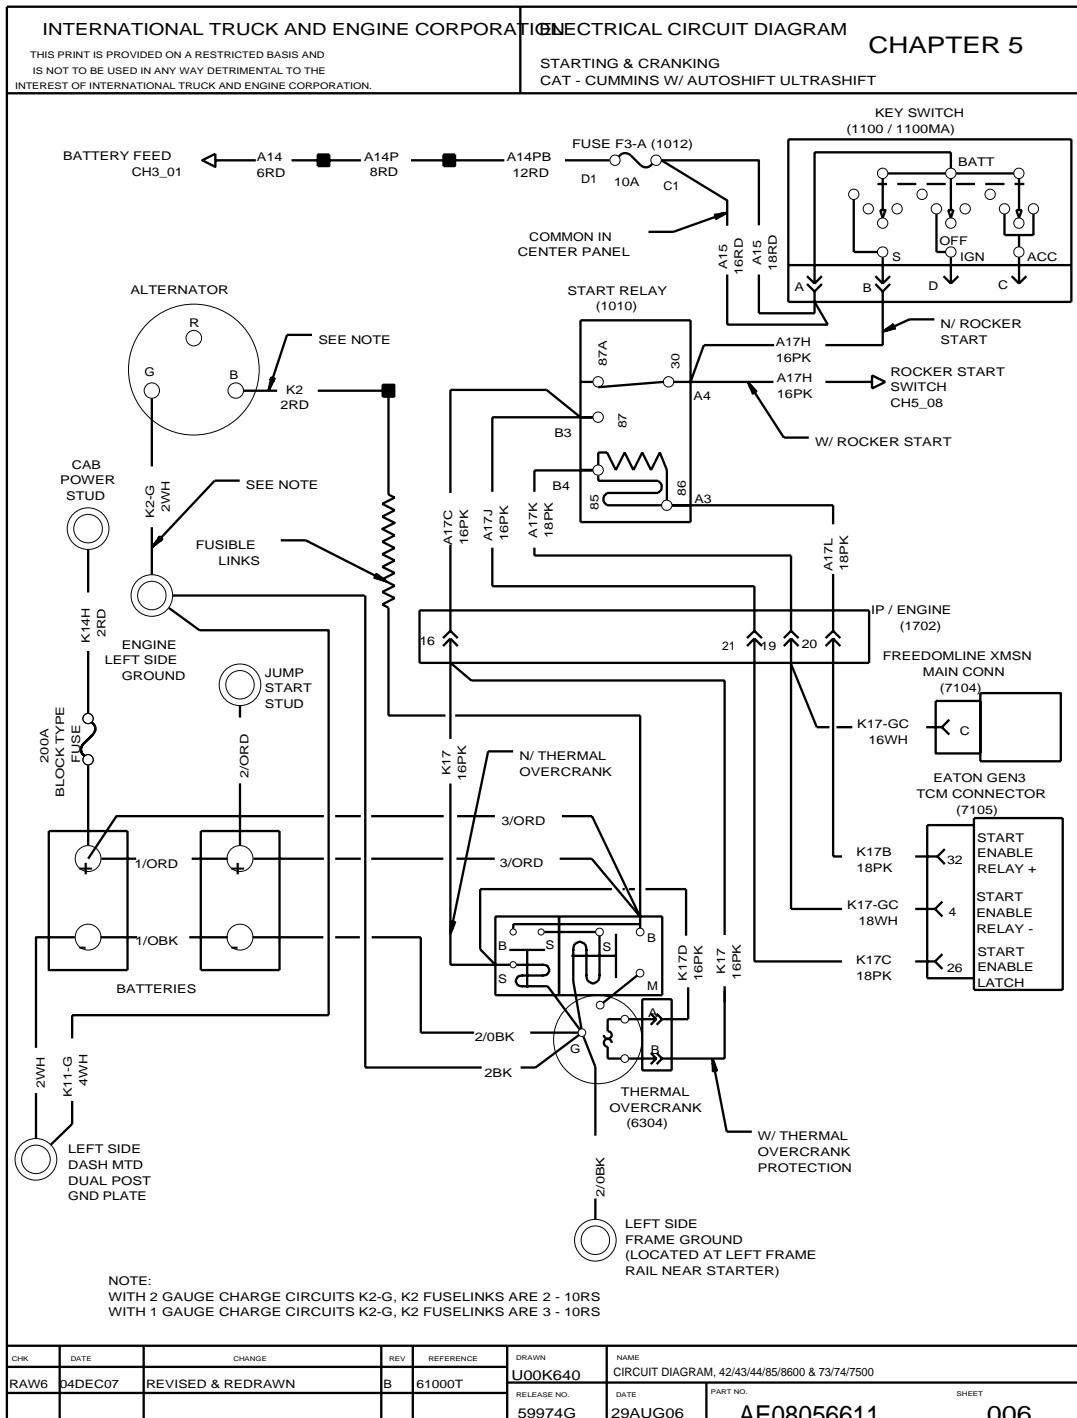 INTERNATIONAL TRUCK AND ENGINE CORPORATION
THIS PRINT IS PROVIDED ON A RESTRICTED BASIS AND
IS NOT TO BE USED IN ANY WAY DETRIMENTAL TO THE
INTEREST OF INTERNATIONAL TRUCK AND ENGINE CORPORATION.
ELECTRICAL CIRCUIT DIAGRAM
CHAPTER 5
STARTING & CRANKING
CAT - CUMMINS W/ AUTOSHIFT ULTRASHIFT
KEY SWITCH
(1100 / 1100MA)
BATTERY FEED
CH3_01
A14
6RD
A14P
8RD
A14PB
12RD
FUSE F3-A (1012)
D1
10A
C1
BATT
OFF
S
IGN
ACC
A
B
D
C
COMMON IN
CENTER PANEL
A15
16RD
A15
18RD
ALTERNATOR
R
G
B
SEE NOTE
K2
2RD
START RELAY
(1010)
87A
30
A4
87
B3
B4
85
86
A3
A17H
16PK
N/ ROCKER
START
A17H
16PK
ROCKER START
SWITCH
CH5_08
W/ ROCKER START
CAB
POWER
STUD
K2-G
2WH
SEE NOTE
FUSIBLE
LINKS
A17C
16PK
A17J
16PK
A17K
18PK
A17L
18PK
K14H
2RD
ENGINE
LEFT SIDE
GROUND
16
21
19
20
IP / ENGINE
(1702)
FREEDOMLINE XMSN
MAIN CONN
(7104)
K17-GC
16WH
C
JUMP
START
STUD
200A
BLOCK TYPE
FUSE
2/ORD
K17
16PK
N/ THERMAL
OVERCRANK
EATON GEN3
TCM CONNECTOR
(7105)
3/ORD
3/ORD
1/ORD
+
+
K17B
18PK
32
START
ENABLE
RELAY +
K17-GC
18WH
4
START
ENABLE
RELAY -
K17C
18PK
26
START
ENABLE
LATCH
1/OBK
-
-
BATTERIES
B
S
S
B
S
M
K17D
16PK
K17
16PK
G
A
B
2/0BK
2BK
2WH
K11-G
4WH
THERMAL
OVERCRANK
(6304)
W/ THERMAL
OVERCRANK
PROTECTION
LEFT SIDE
DASH MTD
DUAL POST
GND PLATE
2/0BK
LEFT SIDE
FRAME GROUND
(LOCATED AT LEFT FRAME
RAIL NEAR STARTER)
NOTE:
WITH 2 GAUGE CHARGE CIRCUITS K2-G, K2 FUSELINKS ARE 2 - 10RS
WITH 1 GAUGE CHARGE CIRCUITS K2-G, K2 FUSELINKS ARE 3 - 10RS
CHK DATE CHANGE REV REFERENCE
RAW6 04DEC07 REVISED & REDRAWN B 61000T
DRAWN
U00K640
NAME
CIRCUIT DIAGRAM, 42/43/44/85/8600 & 73/74/7500
RELEASE NO.
59974G
DATE
29AUG06
PART NO.
AE08056611
SHEET
006